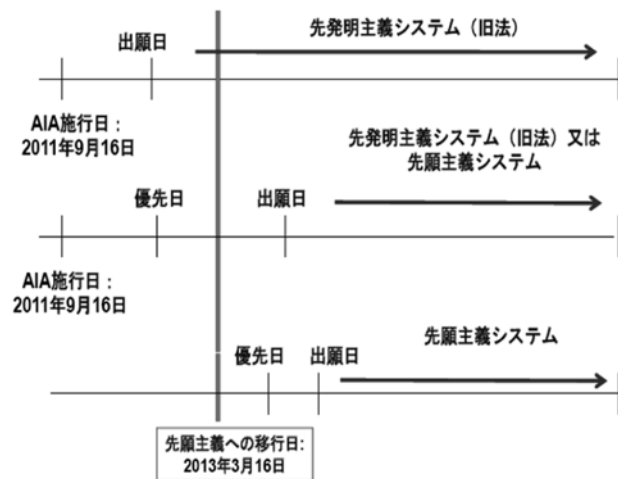 先発明主義システム（旧法）
出願日
AIA施行日：
2011年9月16日
先発明主義システム（旧法）又は
先願主義システム
優先日
出願日
AIA施行日：
2011年9月16日
先願主義システム
優先日
出願日
先願主義への移行日:
2013年3月16日